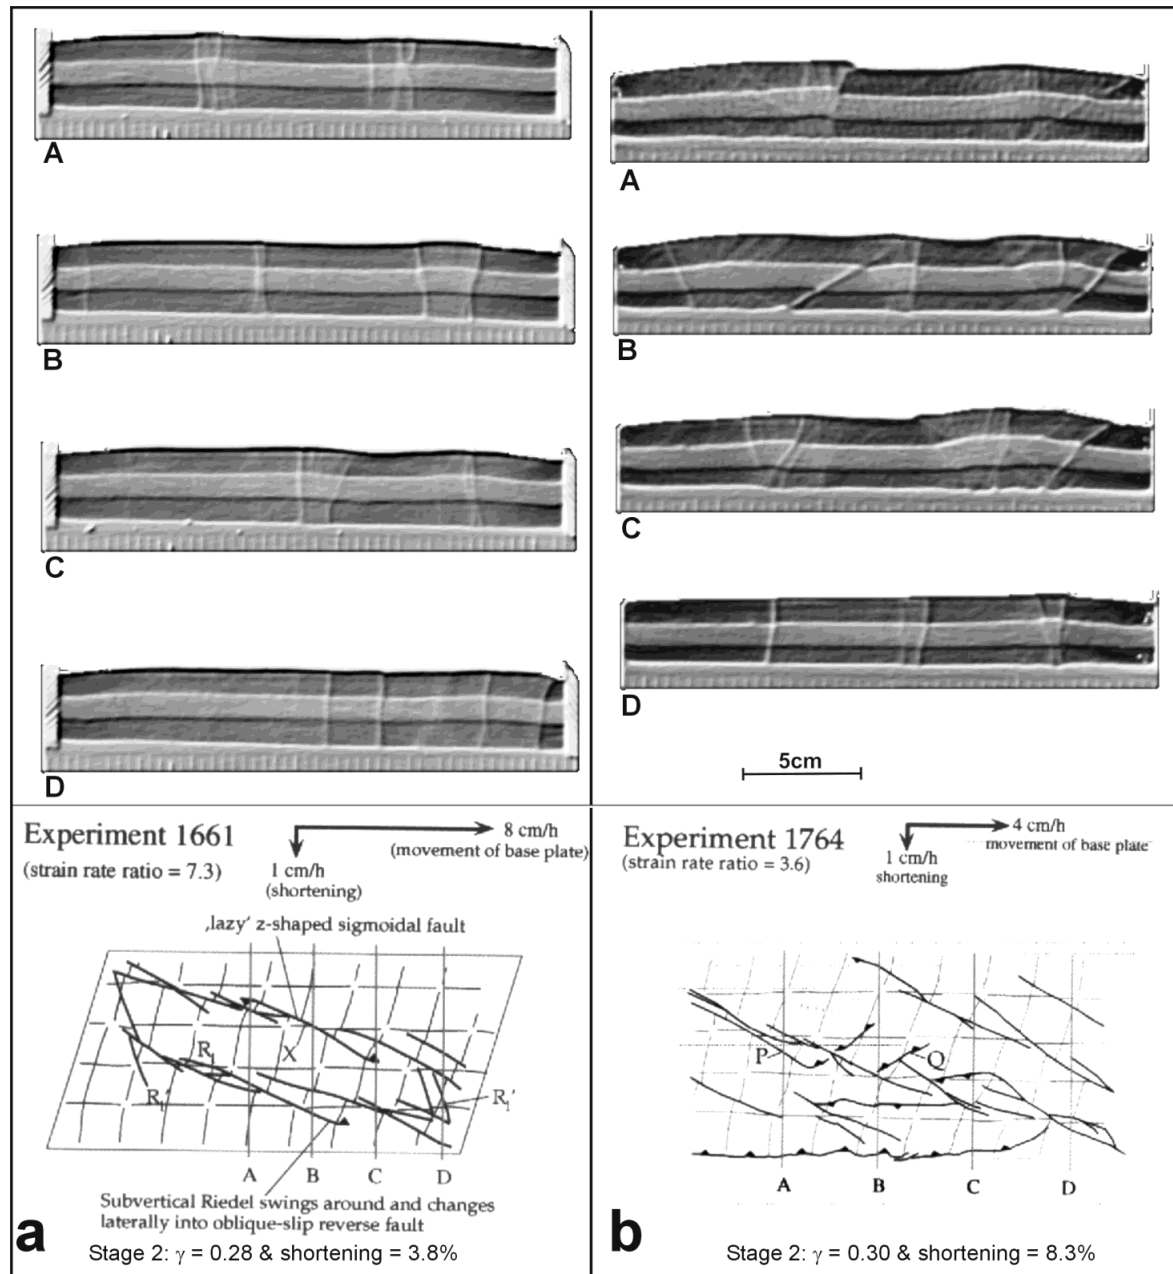 A
B
C
D
A
B
C
D
5cm
Experiment 1661
(strain rate ratio = 7.3)
8 cm/h
(movement of base plate)
1 cm/h
(shortening)
‚lazy' z-shaped sigmoidal fault
R₁
X
R₁'
R₁'
A B C D
Subvertical Riedel swings around and changes
laterally into oblique-slip reverse fault
a
Stage 2: γ = 0.28 & shortening = 3.8%
Experiment 1764
(strain rate ratio = 3.6)
4 cm/h
movement of base plate
1 cm/h
shortening
P
Q
A B C D
b
Stage 2: γ = 0.30 & shortening = 8.3%